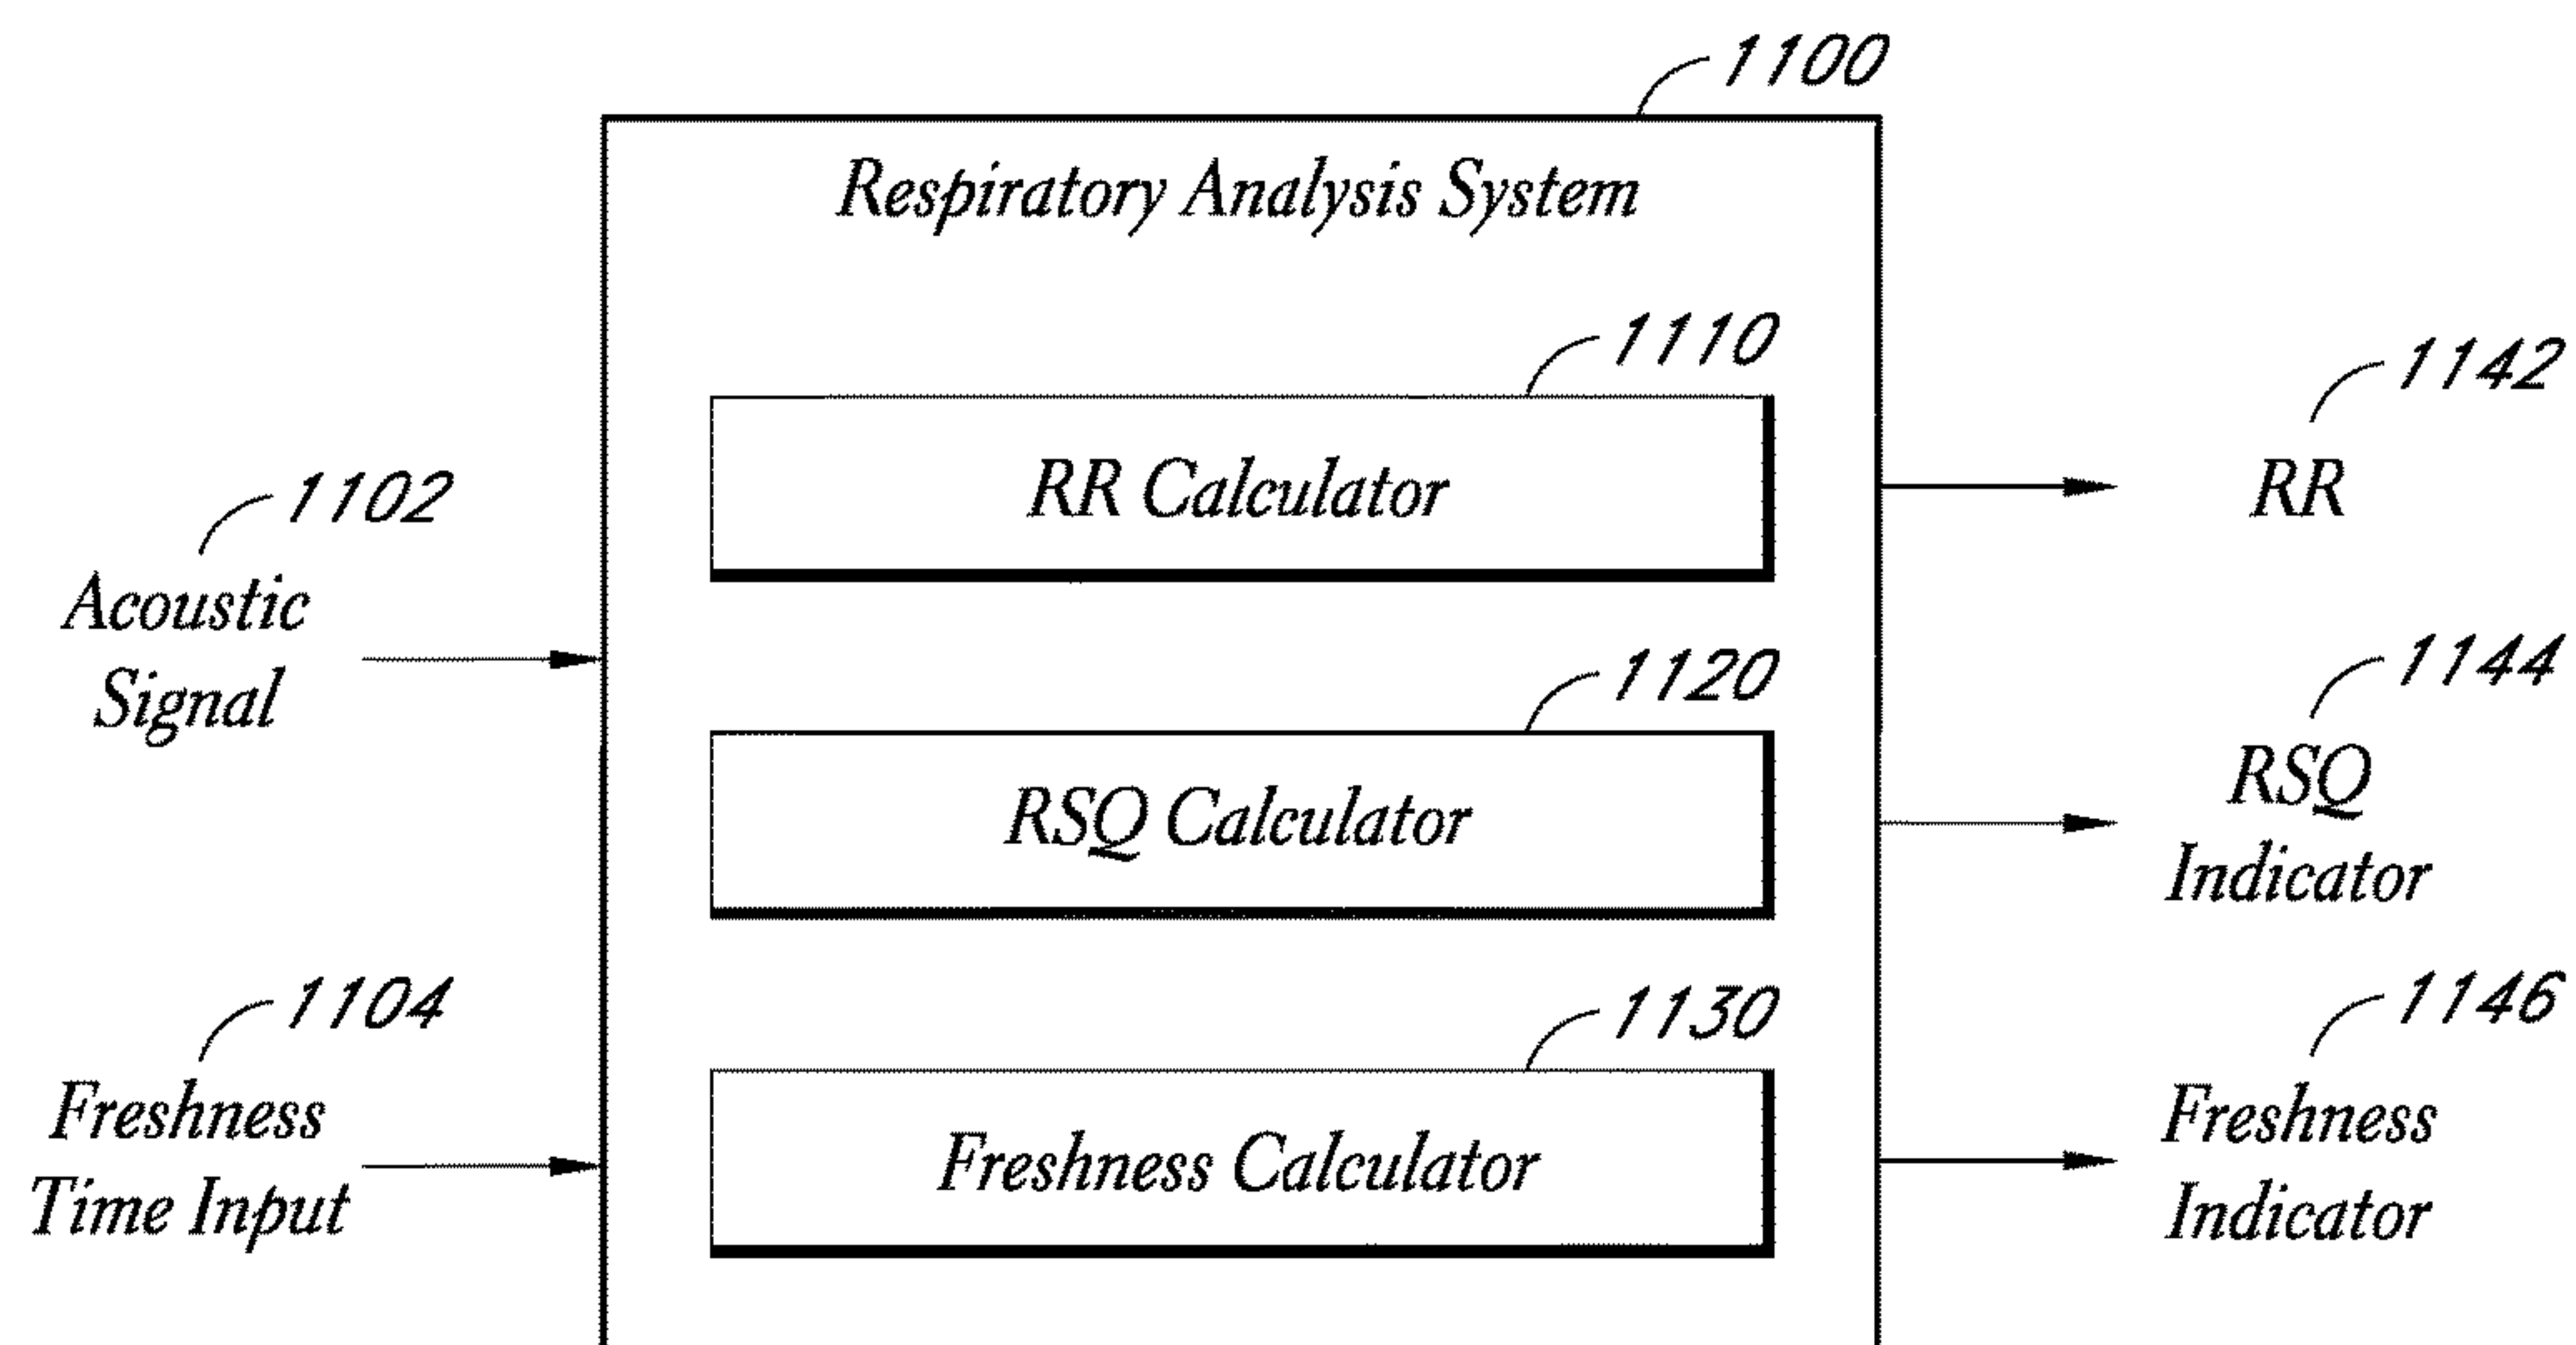 1100
Respiratory Analysis System
1110
RR Calculator
1142
RR
1102
Acoustic
Signal
1120
RSQ Calculator
1144
RSQ
Indicator
1104
Freshness
Time Input
1130
Freshness Calculator
1146
Freshness
Indicator